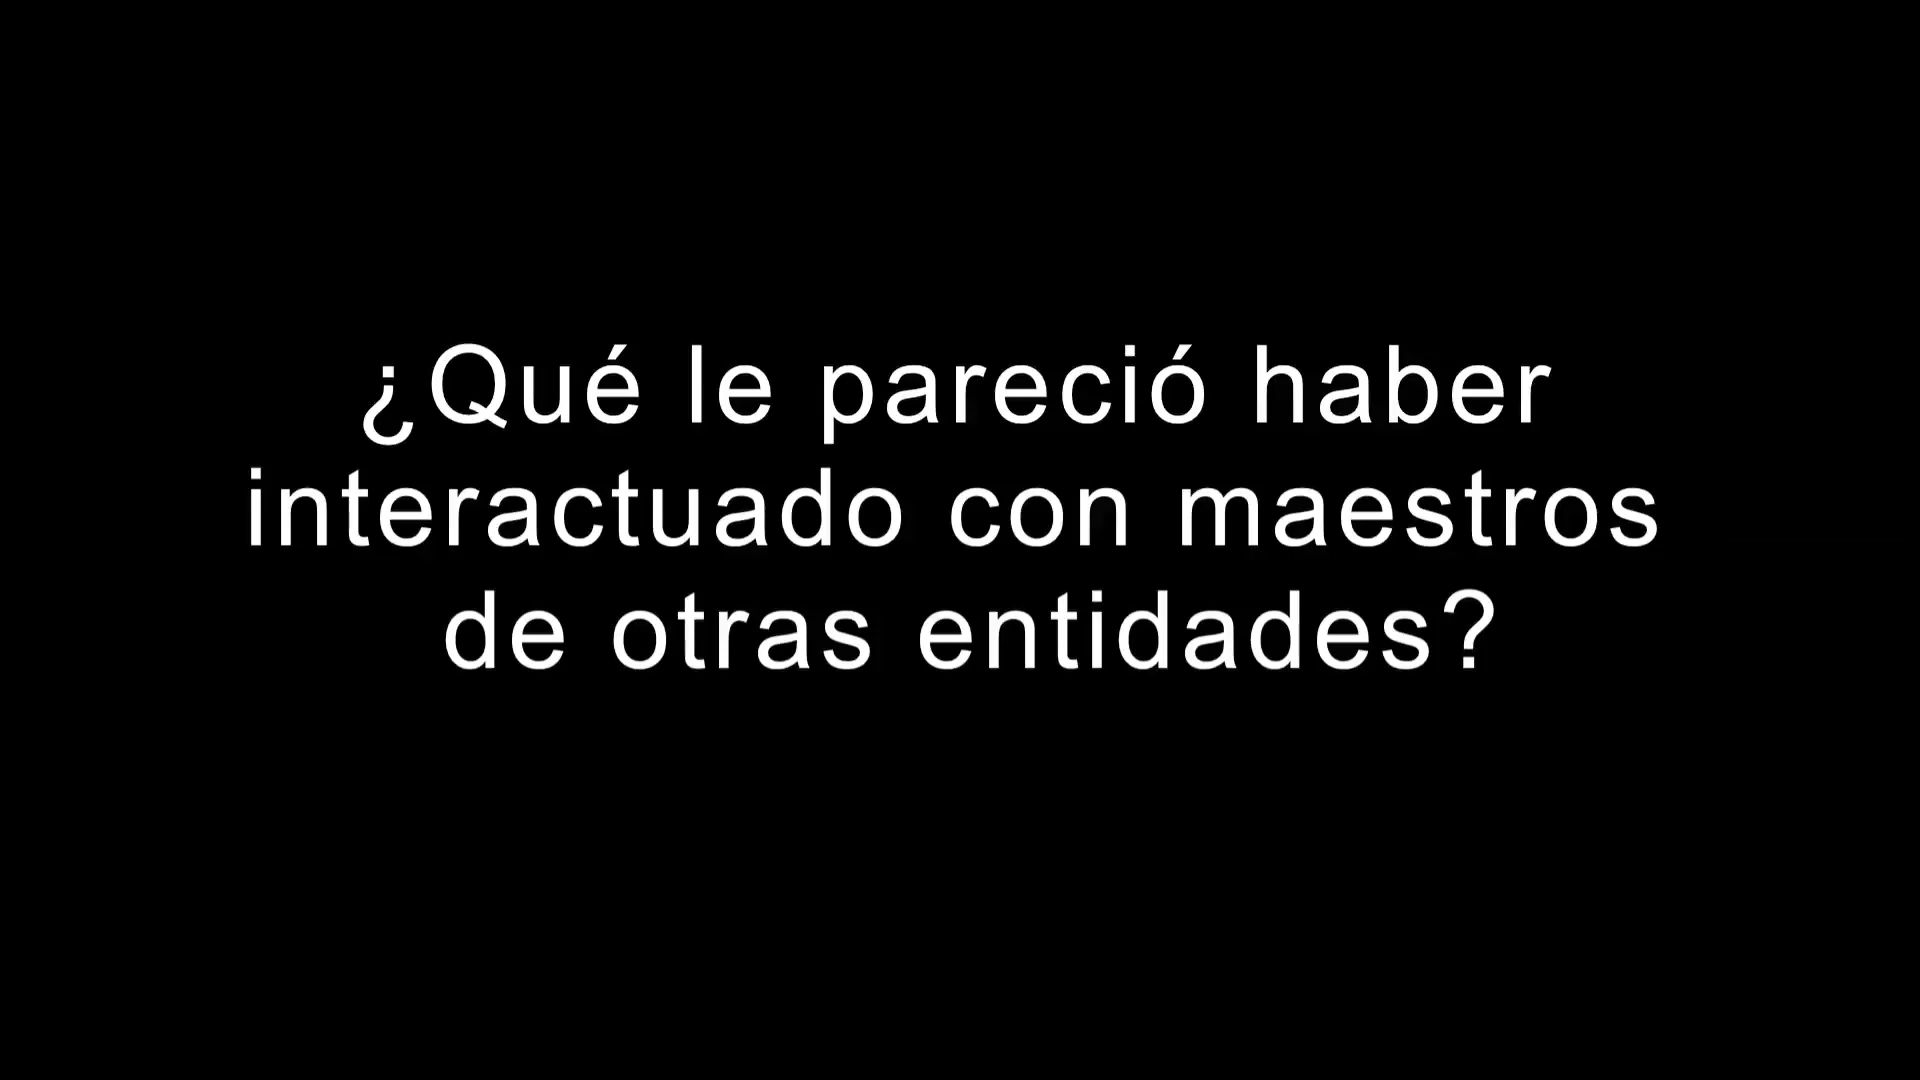 ¿Qué le pareció haber
interactuado con maestros
de otras entidades?